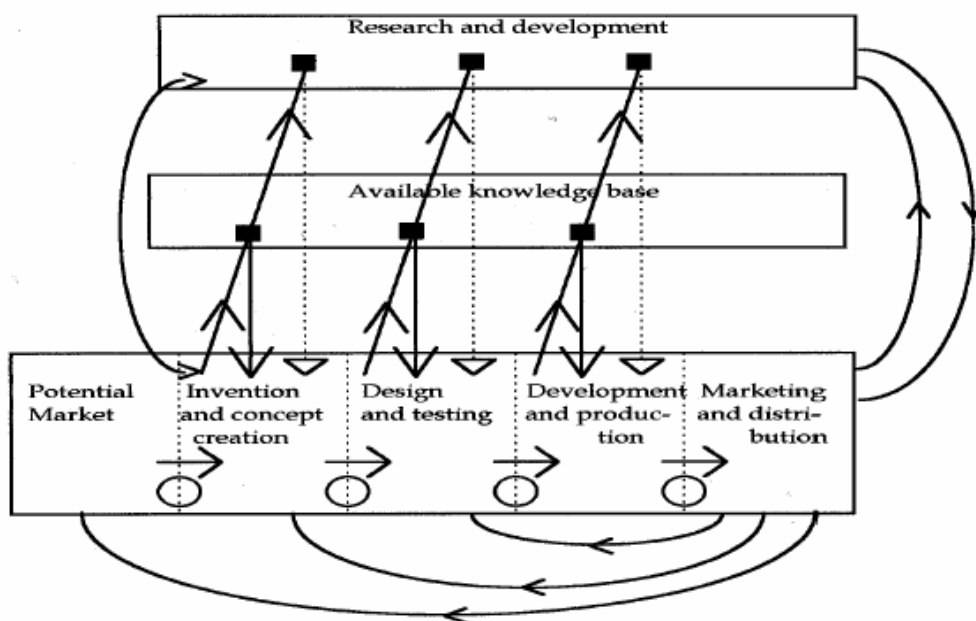 Research and development
Available knowledge base
Potential
Market
Invention
and concept
creation
Design
and testing
Development
and produc-
tion
Marketing
and distri-
bution